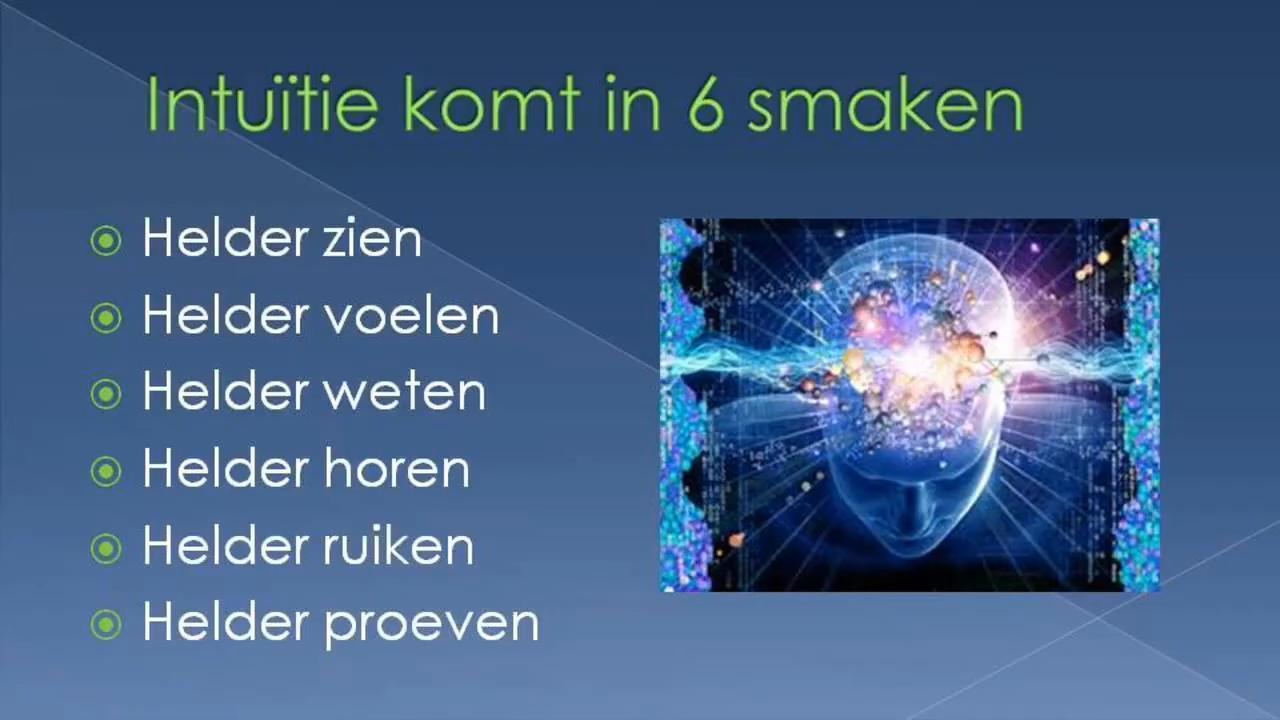 Intuïtie komt in 6 smaken
Helder zien
Helder voelen
Helder weten
Helder horen
Helder ruiken
Helder proeven